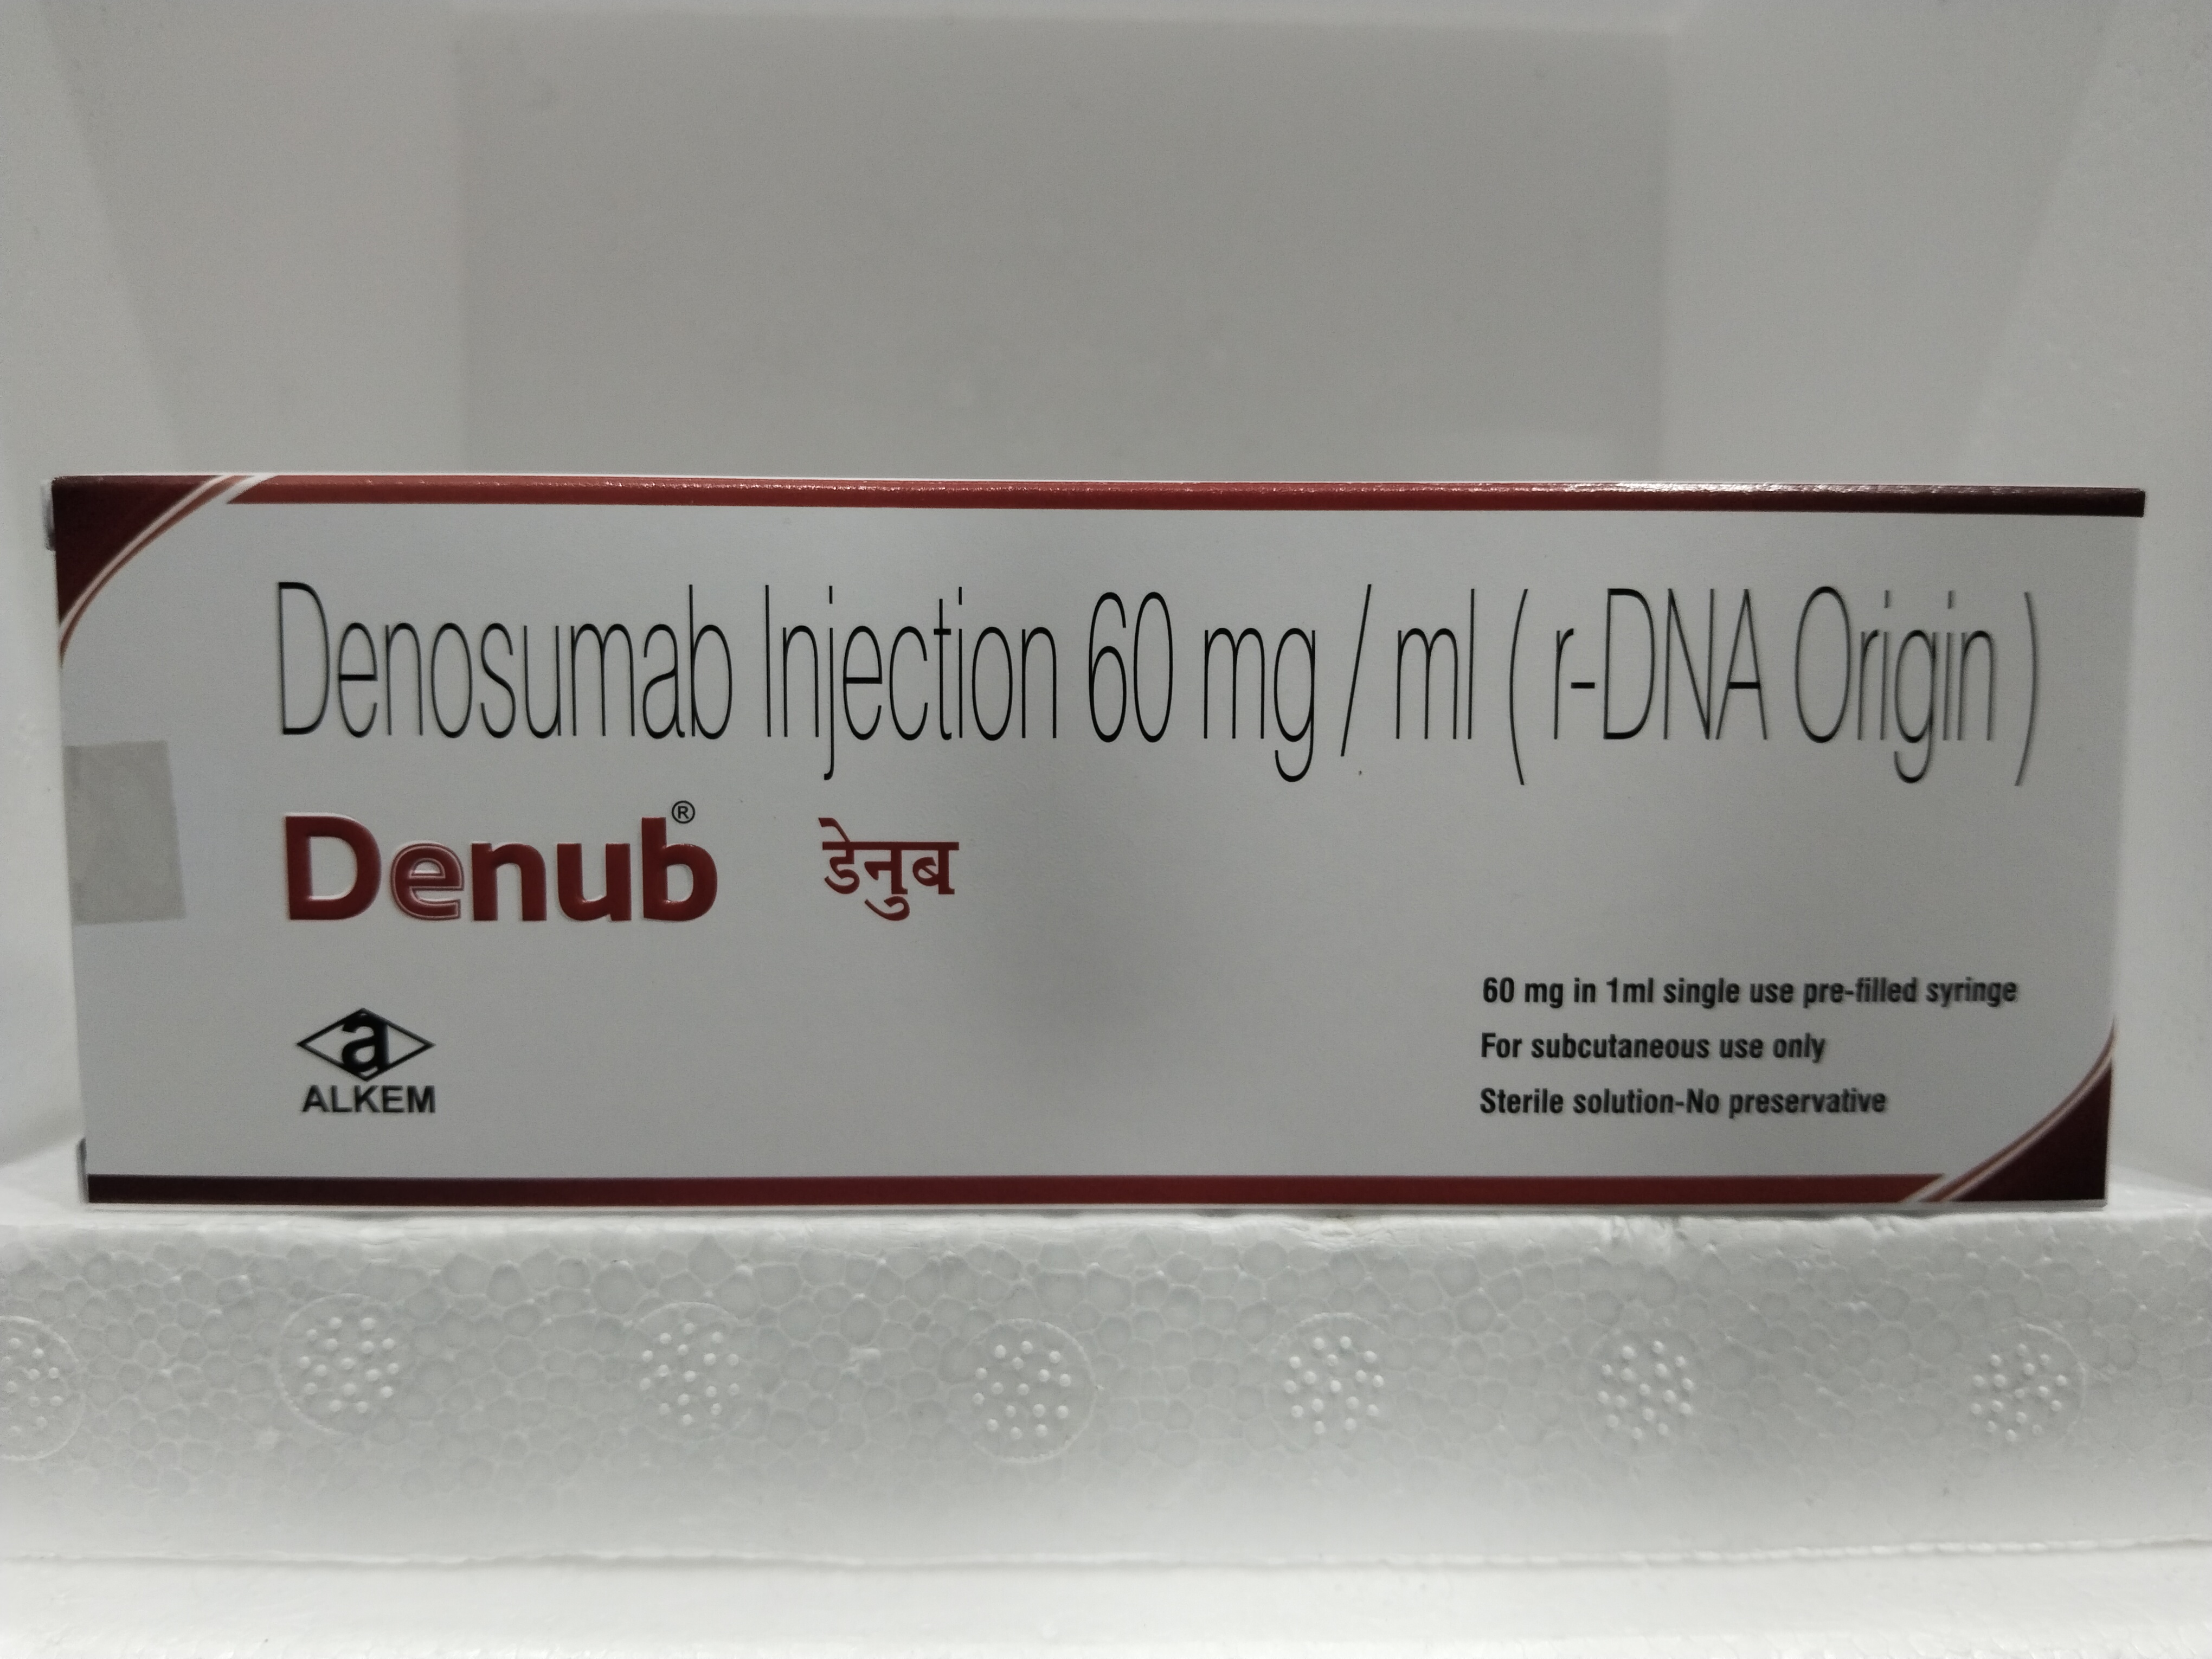 Denosumab Injection 60 mg / ml ( r-DNA Origin )
Denub® डेनुब
a
ALKEM
60 mg in 1ml single use pre-filled syringe
For subcutaneous use only
Sterile solution-No preservative